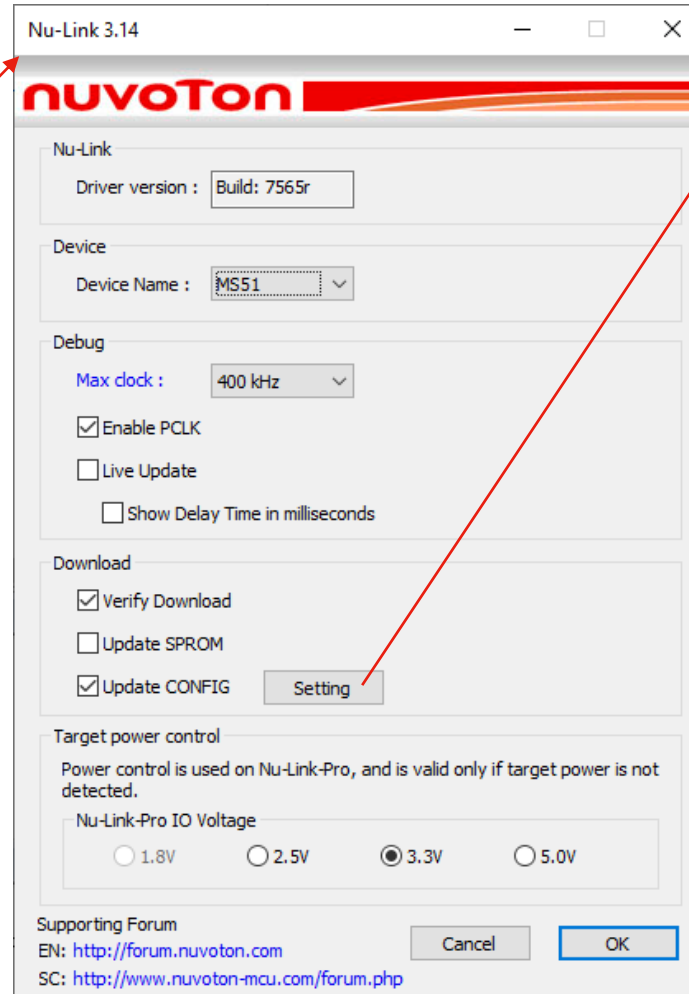 Nu-Link 3.14
nuvoTon
Nu-Link
Driver version :
Build: 7565r
Device
Device Name :
MS51
Debug
Max clock :
400 kHz
Enable PCLK
Live Update
Show Delay Time in milliseconds
Download
Verify Download
Update SPROM
Update CONFIG
Setting
Target power control
Power control is used on Nu-Link-Pro, and is valid only if target power is not
detected.
Nu-Link-Pro IO Voltage
1.8V
2.5V
3.3V
5.0V
Supporting Forum
EN: http://forum.nuvoton.com
SC: http://www.nuvoton-mcu.com/forum.php
Cancel
OK